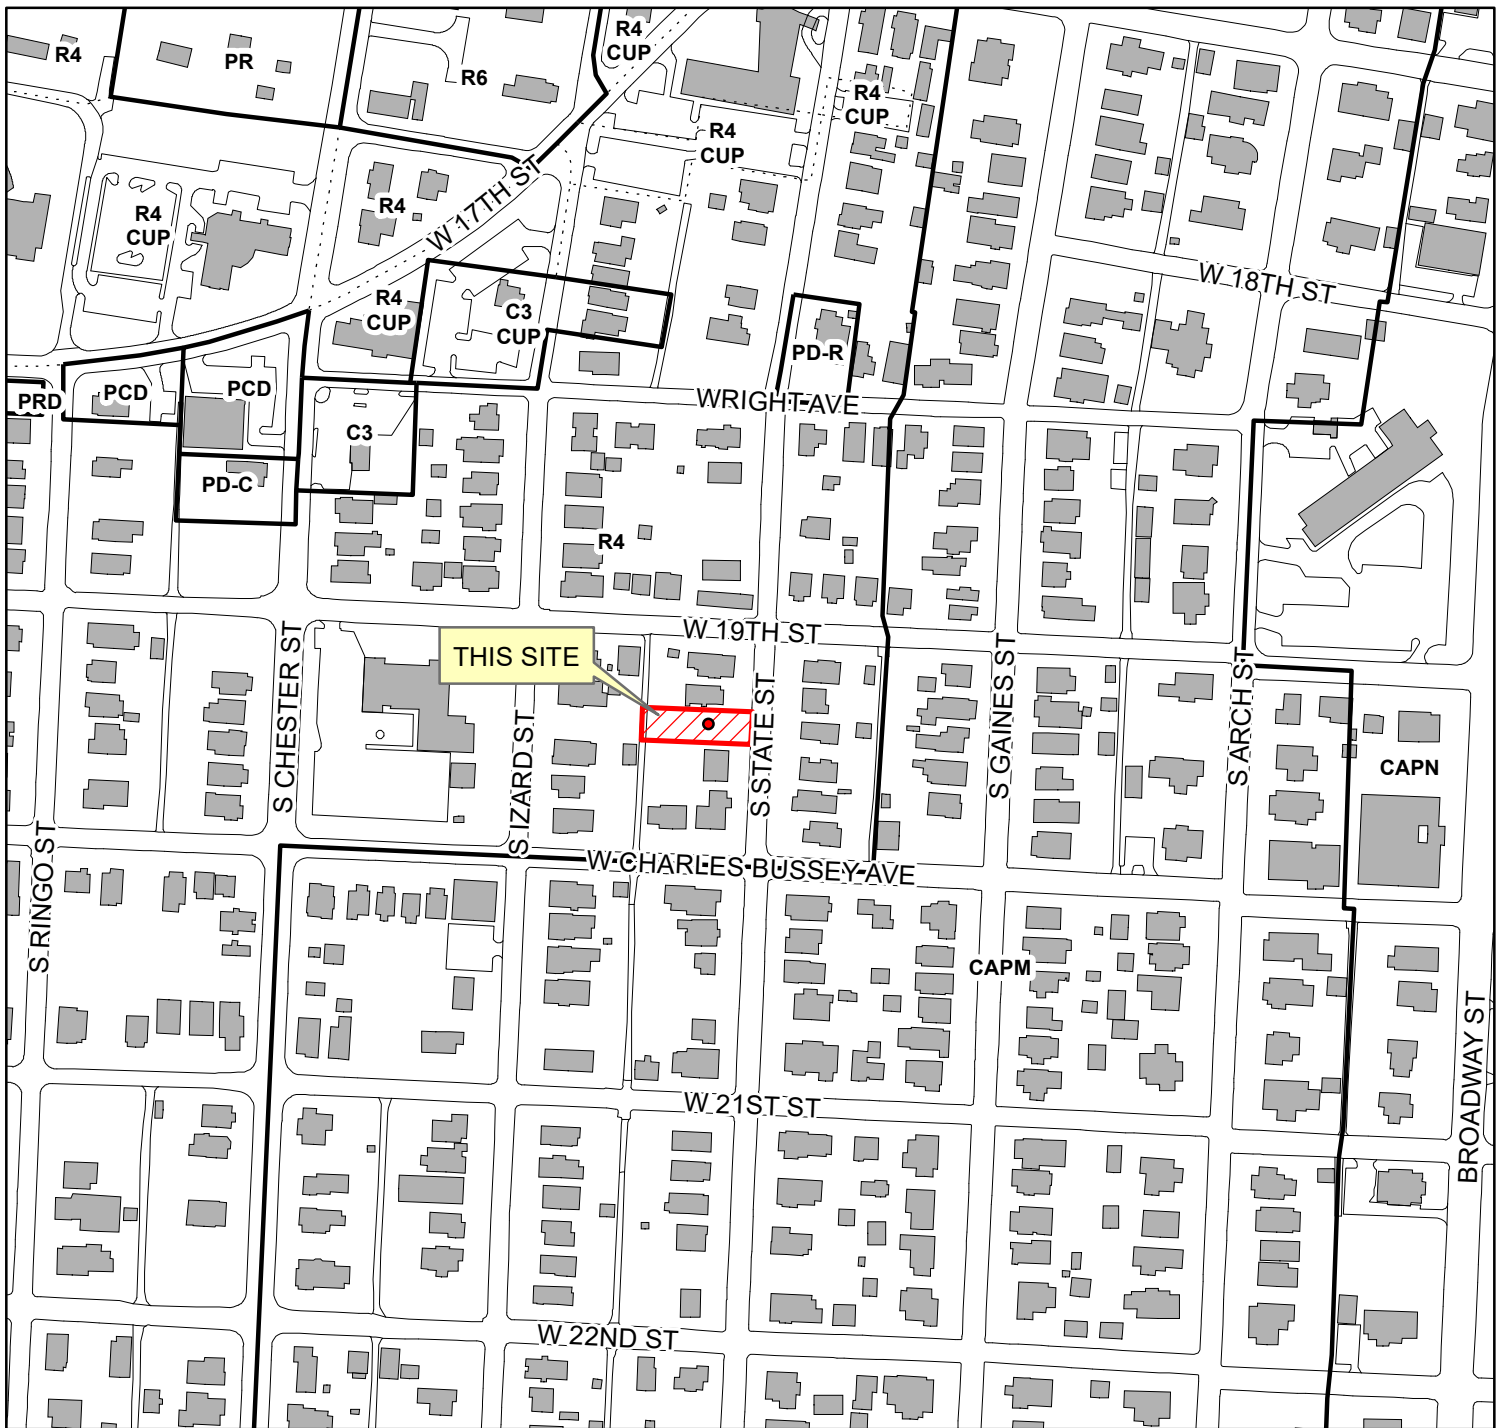 R4
CUP
R4
PR
R6
R4
CUP
R4
CUP
R4
CUP
R4
W 17TH ST
W 18TH ST
R4
CUP
C3
CUP
PD-R
PRD
PCD
PCD
WRIGHT AVE
C3
PD-C
R4
W 19TH ST
THIS SITE
S CHESTER ST
S IZARD ST
S STATE ST
S GAINES ST
S ARCH ST
CAPN
S RINGO ST
W CHARLES BUSSEY AVE
CAPM
BROADWAY ST
W 21ST ST
W 22ND ST